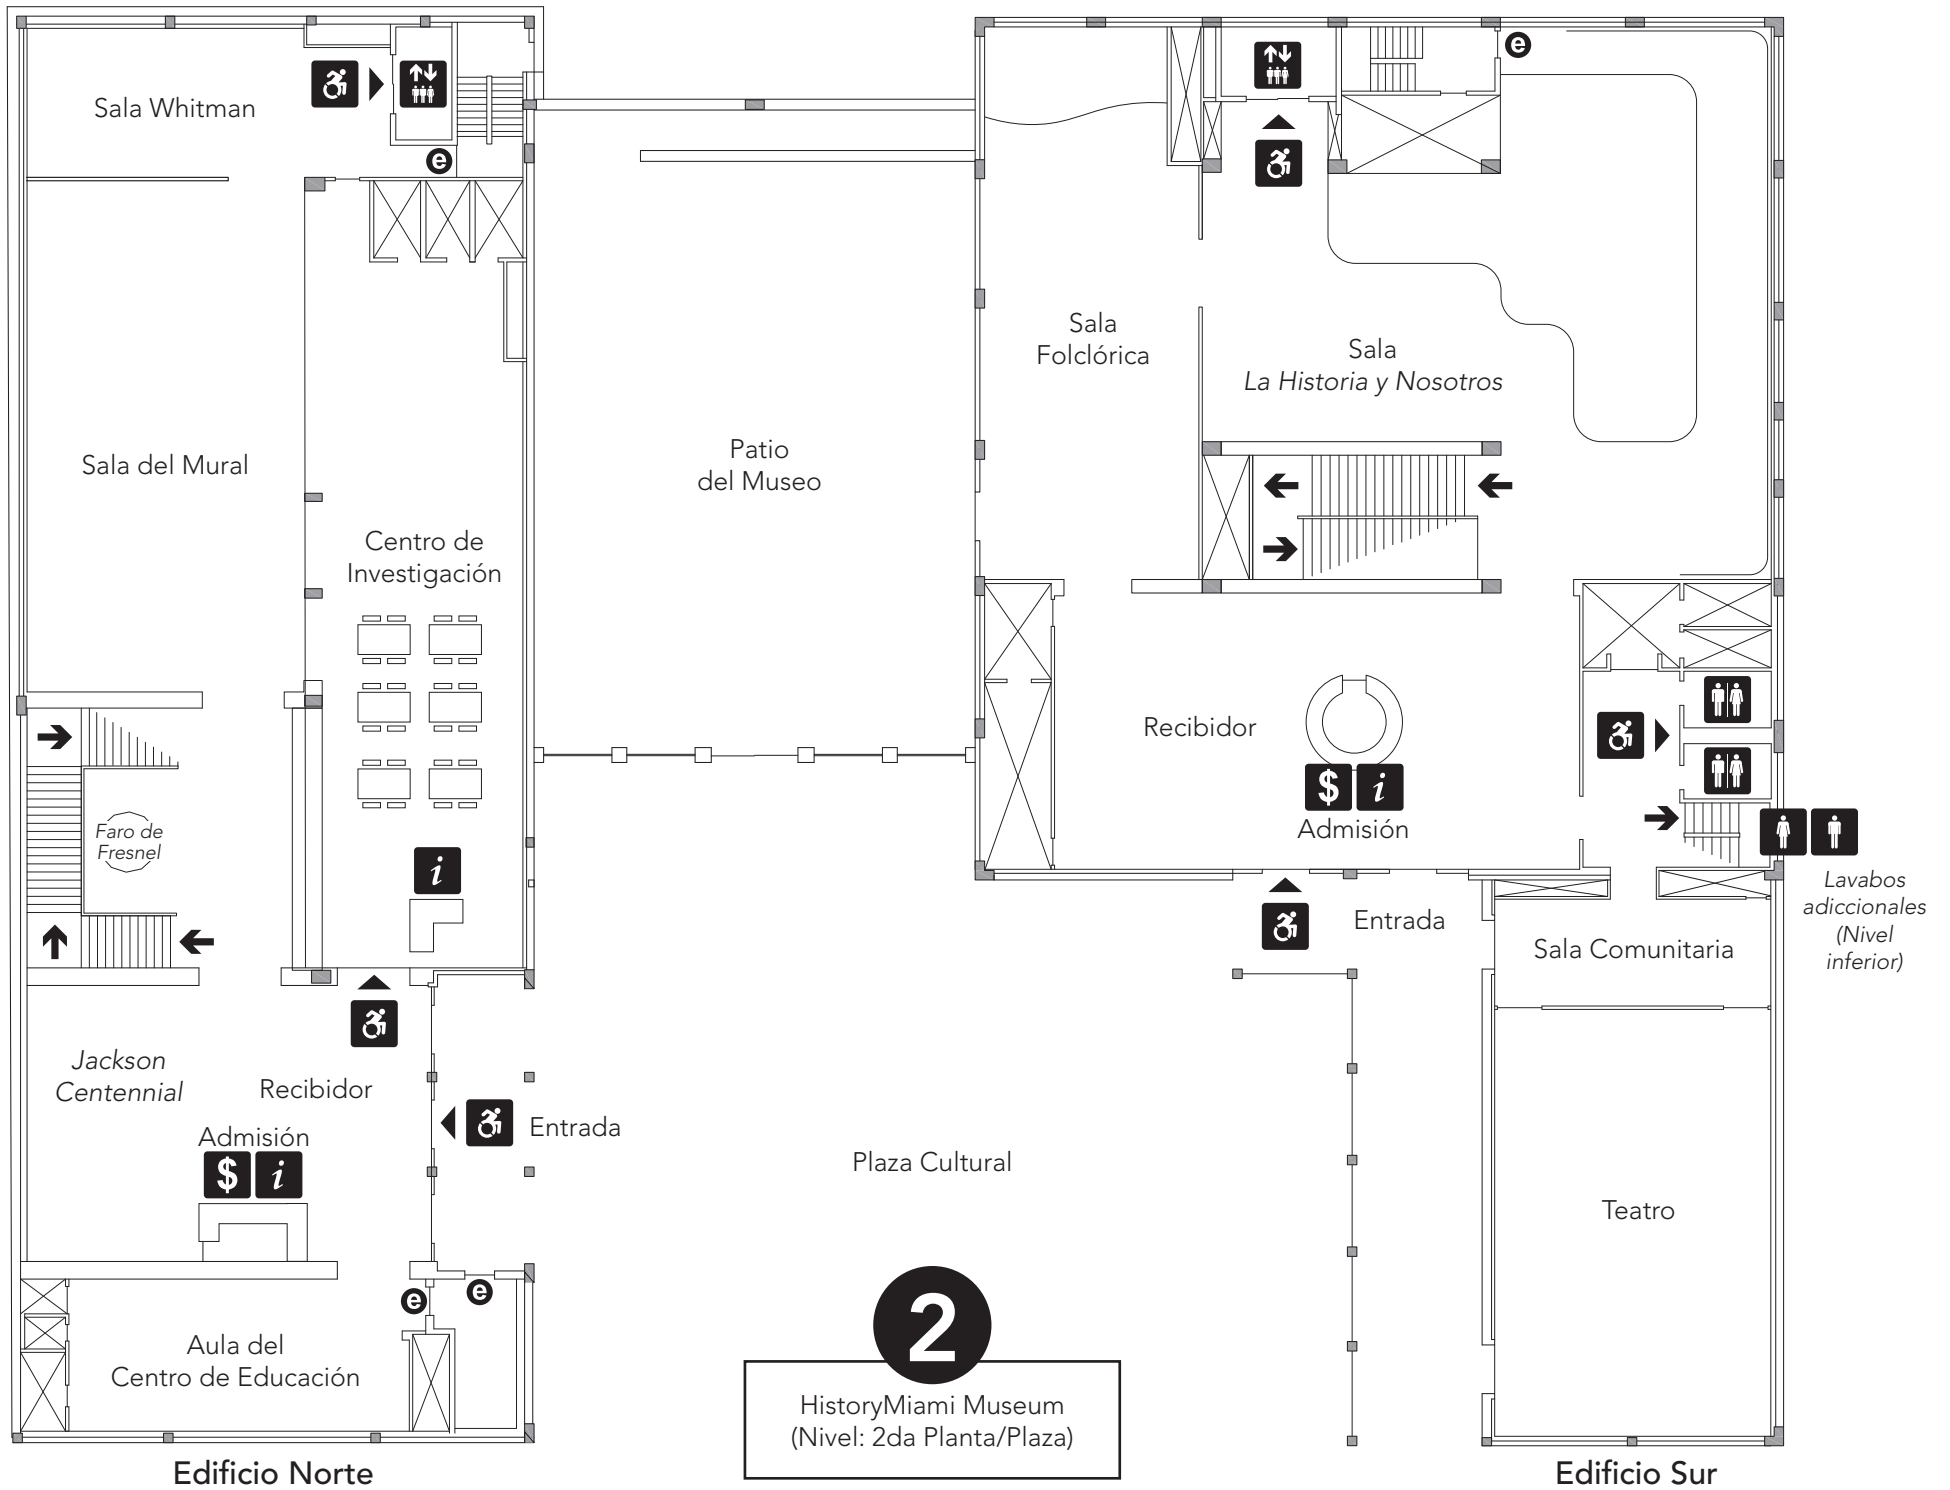 e
Sala Whitman
e
Sala
Folclórica
Sala
La Historia y Nosotros
Patio
del Museo
Sala del Mural
Centro de
Investigación
Recibidor
$ i
Admisión
Faro de
Fresnel
i
Lavabos
adiccionales
(Nivel
inferior)
Entrada
Sala Comunitaria
Jackson
Centennial
Recibidor
Entrada
Admisión
$ i
Plaza Cultural
Teatro
e
e
Aula del
Centro de Educación
2
HistoryMiami Museum
(Nivel: 2da Planta/Plaza)
Edificio Norte
Edificio Sur